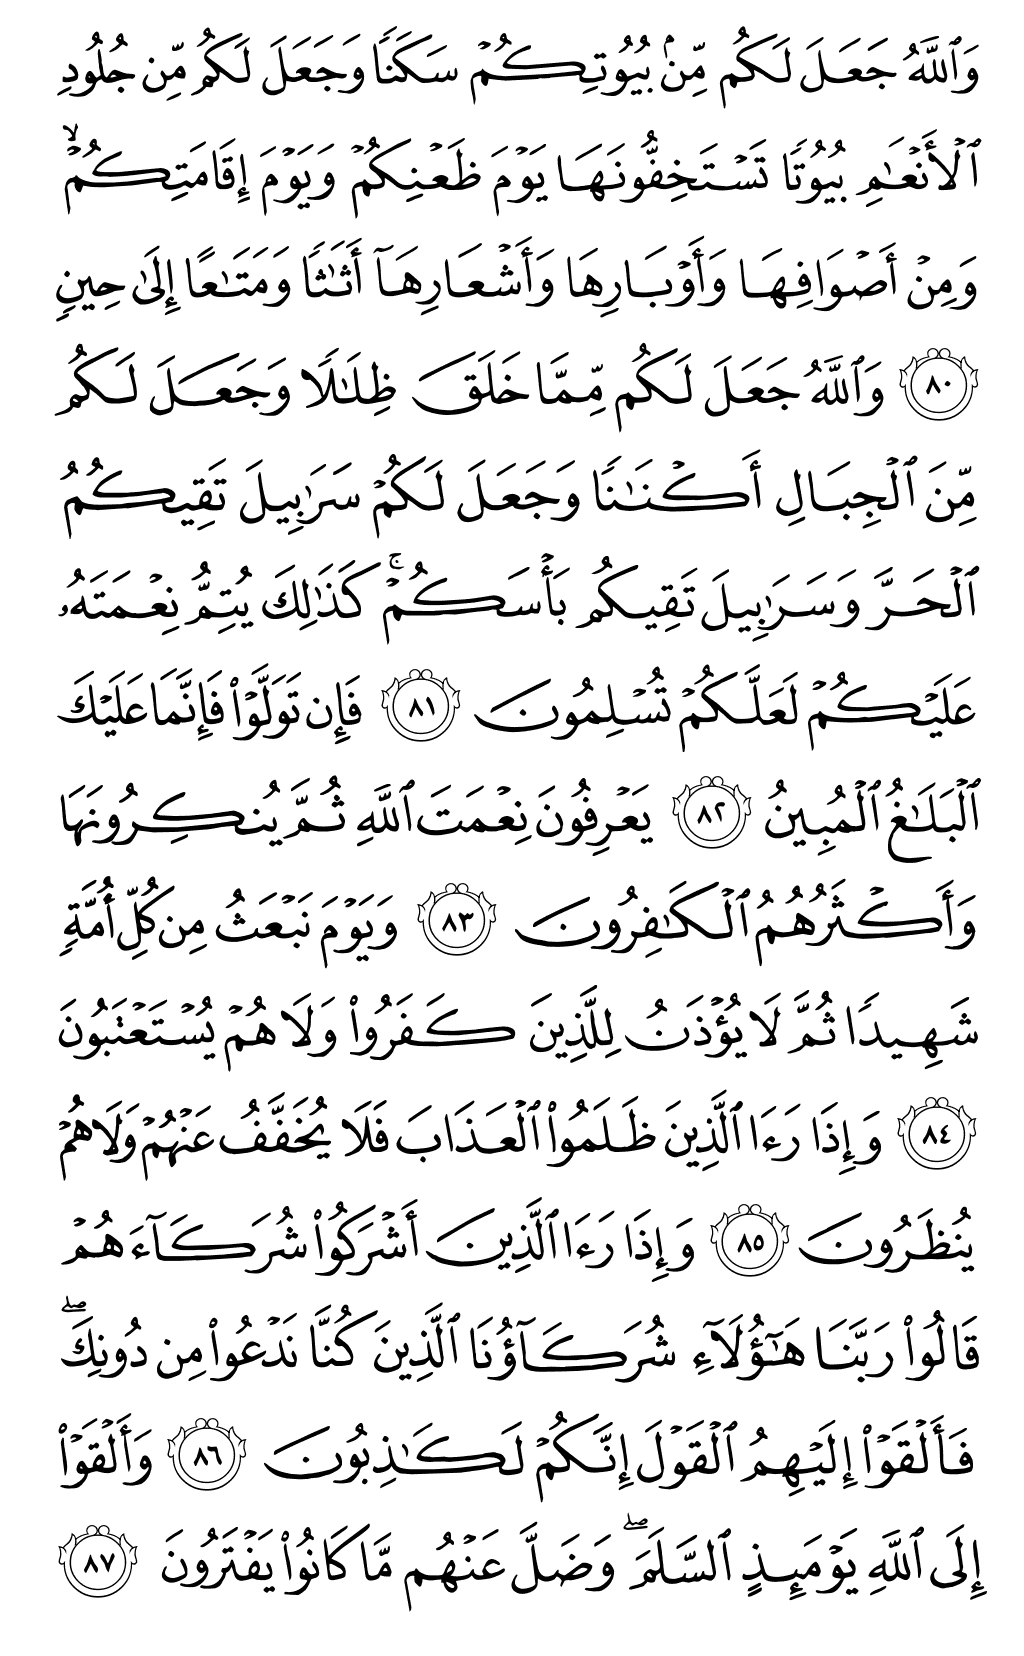 وَٱللَّهُ جَعَلَ لَكُم مِّنۢ بُيُوتِكُمۡ سَكَنٗا وَجَعَلَ لَكُم مِّن جُلُودِ
ٱلۡأَنۡعَٰمِ بُيُوتٗا تَسۡتَخِفُّونَهَا يَوۡمَ ظَعۡنِكُمۡ وَيَوۡمَ إِقَامَتِكُمۡۙ
وَمِنۡ أَصۡوَافِهَا وَأَوۡبَارِهَا وَأَشۡعَارِهَآ أَثَٰثٗا وَمَتَٰعًا إِلَىٰ حِينٖ
٨٠ وَٱللَّهُ جَعَلَ لَكُم مِّمَّا خَلَقَ ظِلَٰلٗا وَجَعَلَ لَكُم
مِّنَ ٱلۡجِبَالِ أَكۡنَٰنٗا وَجَعَلَ لَكُمۡ سَرَٰبِيلَ تَقِيكُمُ
ٱلۡحَرَّ وَسَرَٰبِيلَ تَقِيكُم بَأۡسَكُمۡۚ كَذَٰلِكَ يُتِمُّ نِعۡمَتَهُۥ
عَلَيۡكُمۡ لَعَلَّكُمۡ تُسۡلِمُونَ ٨١ فَإِن تَوَلَّوۡاْ فَإِنَّمَا عَلَيۡكَ
ٱلۡبَلَٰغُ ٱلۡمُبِينُ ٨٢ يَعۡرِفُونَ نِعۡمَتَ ٱللَّهِ ثُمَّ يُنكِرُونَهَا
وَأَكۡثَرُهُمُ ٱلۡكَٰفِرُونَ ٨٣ وَيَوۡمَ نَبۡعَثُ مِن كُلِّ أُمَّةٖ
شَهِيدٗا ثُمَّ لَا يُؤۡذَنُ لِلَّذِينَ كَفَرُواْ وَلَا هُمۡ يُسۡتَعۡتَبُونَ
٨٤ وَإِذَا رَءَا ٱلَّذِينَ ظَلَمُواْ ٱلۡعَذَابَ فَلَا يُخَفَّفُ عَنۡهُمۡ وَلَا هُمۡ
يُنظَرُونَ ٨٥ وَإِذَا رَءَا ٱلَّذِينَ أَشۡرَكُواْ شُرَكَآءَهُمۡ
قَالُواْ رَبَّنَا هَٰٓؤُلَآءِ شُرَكَآؤُنَا ٱلَّذِينَ كُنَّا نَدۡعُواْ مِن دُونِكَۖ
فَأَلۡقَوۡاْ إِلَيۡهِمُ ٱلۡقَوۡلَ إِنَّكُمۡ لَكَٰذِبُونَ ٨٦ وَأَلۡقَوۡاْ
إِلَى ٱللَّهِ يَوۡمَئِذٍ ٱلسَّلَمَۖ وَضَلَّ عَنۡهُم مَّا كَانُواْ يَفۡتَرُونَ ٨٧